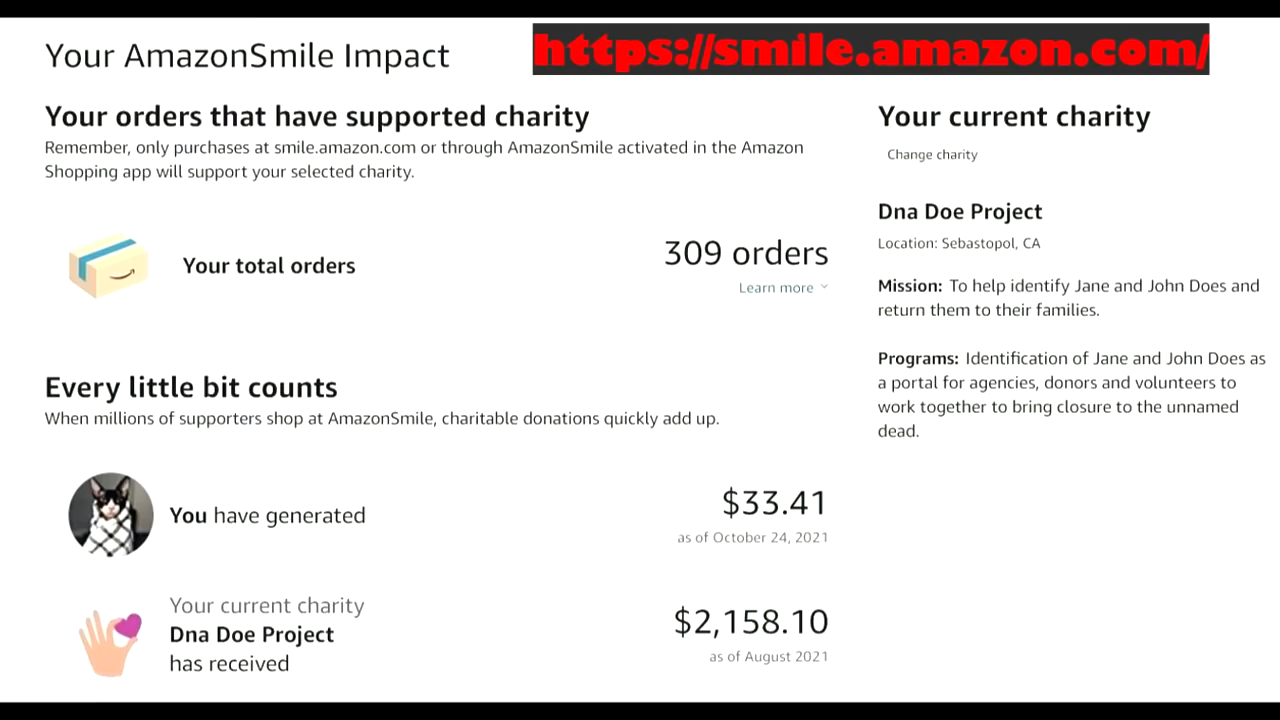 Your AmazonSmile Impact
https://smile.amazon.com/
Your orders that have supported charity
Remember, only purchases at smile.amazon.com or through AmazonSmile activated in the Amazon
Shopping app will support your selected charity.
Your total orders
309 orders
Learn more
Every little bit counts
When millions of supporters shop at AmazonSmile, charitable donations quickly add up.
You have generated
$33.41
as of October 24, 2021
Your current charity
Dna Doe Project
has received
$2,158.10
as of August 2021
Your current charity
Change charity
Dna Doe Project
Location: Sebastopol, CA
Mission: To help identify Jane and John Does and
return them to their families.
Programs: Identification of Jane and John Does as
a portal for agencies, donors and volunteers to
work together to bring closure to the unnamed
dead.